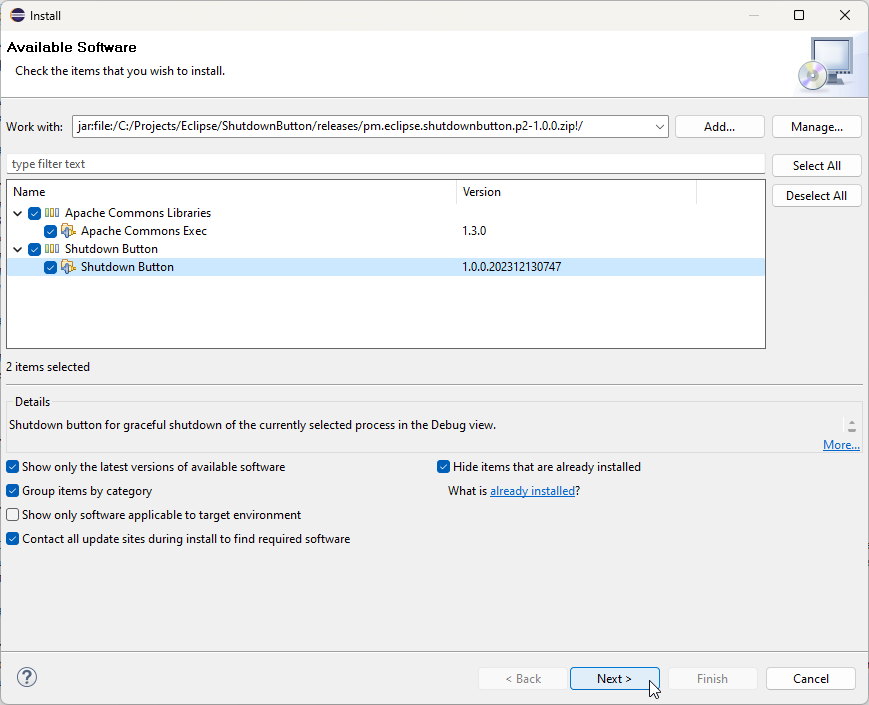 Install
Available Software
Check the items that you wish to install.
Work with: jar:file:/C:/Projects/Eclipse/ShutdownButton/releases/pm.eclipse.shutdownbutton.p2-1.0.0.zip!/ Add... Manage...
type filter text Select All
Name Version Deselect All
Apache Commons Libraries
Apache Commons Exec 1.3.0
Shutdown Button
Shutdown Button 1.0.0.202312130747
2 items selected
Details
Shutdown button for graceful shutdown of the currently selected process in the Debug view.
More...
Show only the latest versions of available software Hide items that are already installed
Group items by category What is already installed?
Show only software applicable to target environment
Contact all update sites during install to find required software
? < Back Next > Finish Cancel